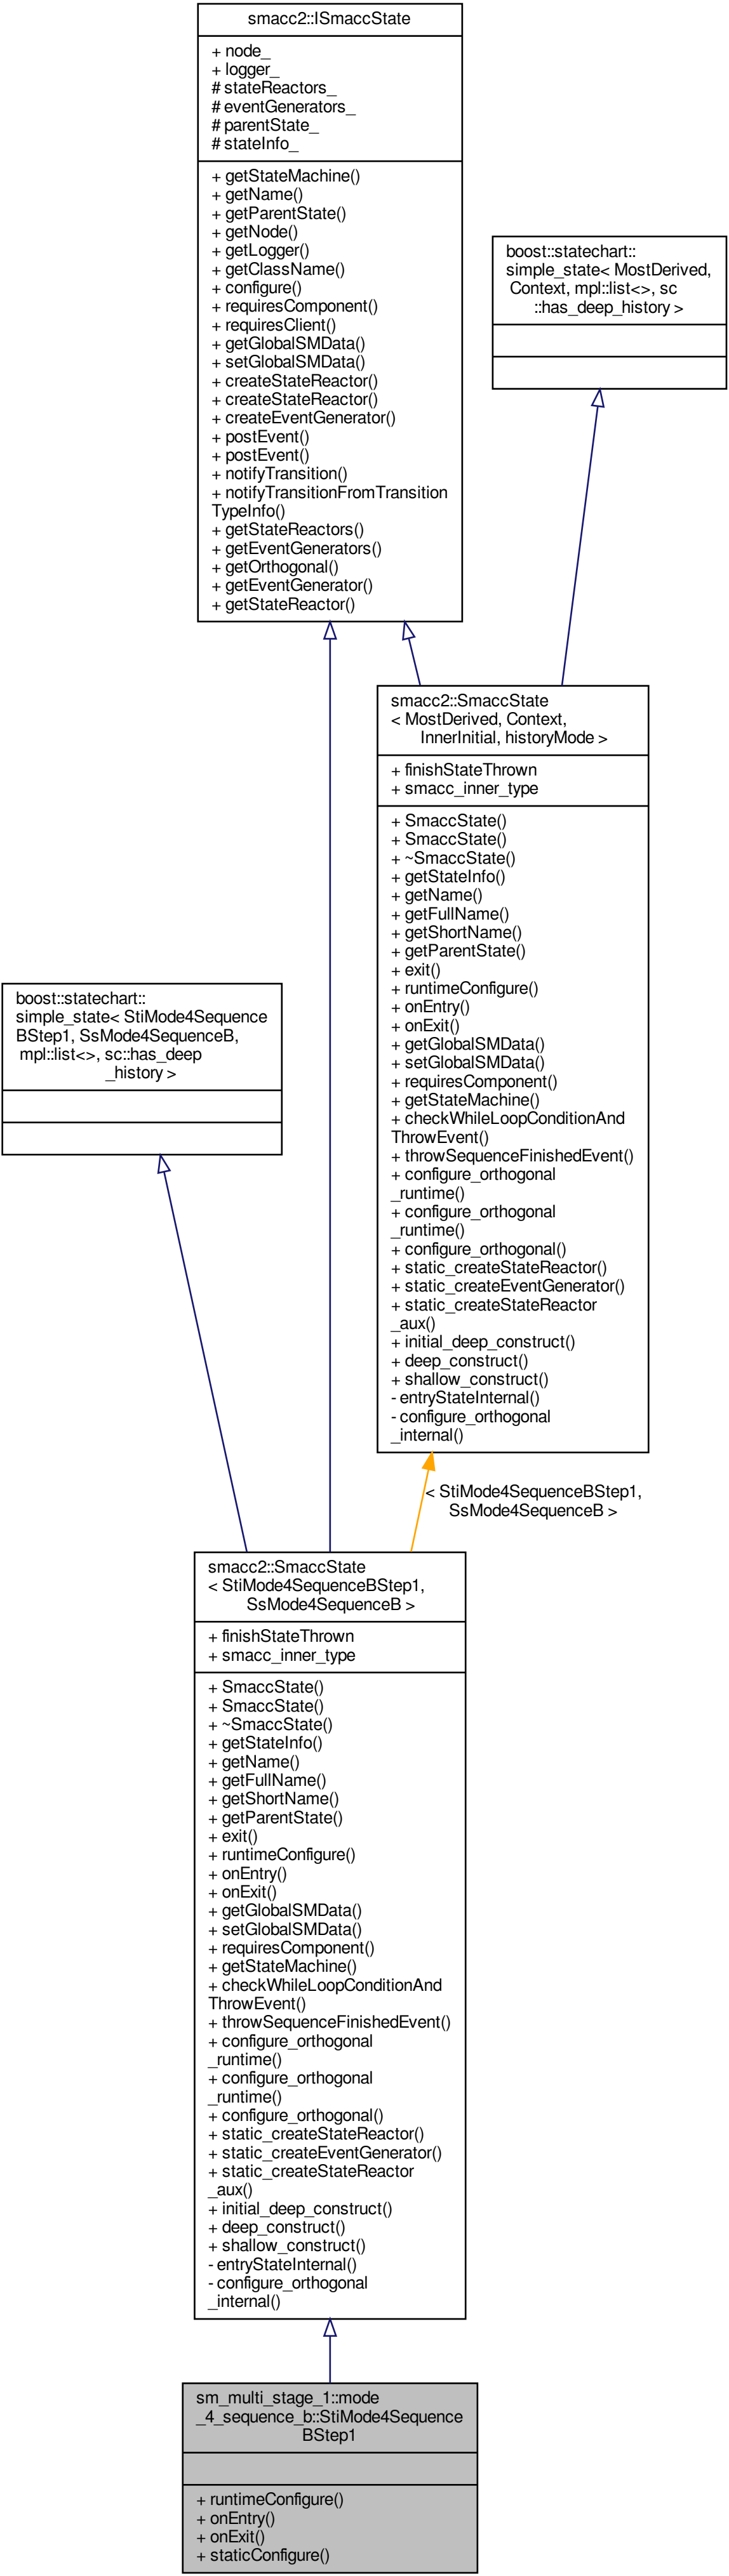 smacc2::ISmaccState
+ node_
+ logger_
# stateReactors_
# eventGenerators_
# parentState_
# stateInfo_
+ getStateMachine()
+ getName()
+ getParentState()
+ getNode()
+ getLogger()
+ getClassName()
+ configure()
+ requiresComponent()
+ requiresClient()
+ getGlobalSMData()
+ setGlobalSMData()
+ createStateReactor()
+ createStateReactor()
+ createEventGenerator()
+ postEvent()
+ postEvent()
+ notifyTransition()
+ notifyTransitionFromTransition
TypeInfo()
+ getStateReactors()
+ getEventGenerators()
+ getOrthogonal()
+ getEventGenerator()
+ getStateReactor()
boost::statechart::
simple_state< MostDerived,
Context, mpl::list<>, sc
::has_deep_history >
smacc2::SmaccState
< MostDerived, Context,
InnerInitial, historyMode >
+ finishStateThrown
+ smacc_inner_type
+ SmaccState()
+ SmaccState()
+ ~SmaccState()
+ getStateInfo()
+ getName()
+ getFullName()
+ getShortName()
+ getParentState()
+ exit()
+ runtimeConfigure()
+ onEntry()
+ onExit()
+ getGlobalSMData()
+ setGlobalSMData()
+ requiresComponent()
+ getStateMachine()
+ checkWhileLoopConditionAnd
ThrowEvent()
+ throwSequenceFinishedEvent()
+ configure_orthogonal
_runtime()
+ configure_orthogonal
_runtime()
+ configure_orthogonal()
+ static_createStateReactor()
+ static_createEventGenerator()
+ static_createStateReactor
_aux()
+ initial_deep_construct()
+ deep_construct()
+ shallow_construct()
- entryStateInternal()
- configure_orthogonal
_internal()
boost::statechart::
simple_state< StiMode4Sequence
BStep1, SsMode4SequenceB,
mpl::list<>, sc::has_deep
_history >
< StiMode4SequenceBStep1,
SsMode4SequenceB >
smacc2::SmaccState
< StiMode4SequenceBStep1,
SsMode4SequenceB >
+ finishStateThrown
+ smacc_inner_type
+ SmaccState()
+ SmaccState()
+ ~SmaccState()
+ getStateInfo()
+ getName()
+ getFullName()
+ getShortName()
+ getParentState()
+ exit()
+ runtimeConfigure()
+ onEntry()
+ onExit()
+ getGlobalSMData()
+ setGlobalSMData()
+ requiresComponent()
+ getStateMachine()
+ checkWhileLoopConditionAnd
ThrowEvent()
+ throwSequenceFinishedEvent()
+ configure_orthogonal
_runtime()
+ configure_orthogonal
_runtime()
+ configure_orthogonal()
+ static_createStateReactor()
+ static_createEventGenerator()
+ static_createStateReactor
_aux()
+ initial_deep_construct()
+ deep_construct()
+ shallow_construct()
- entryStateInternal()
- configure_orthogonal
_internal()
sm_multi_stage_1::mode
_4_sequence_b::StiMode4Sequence
BStep1
+ runtimeConfigure()
+ onEntry()
+ onExit()
+ staticConfigure()